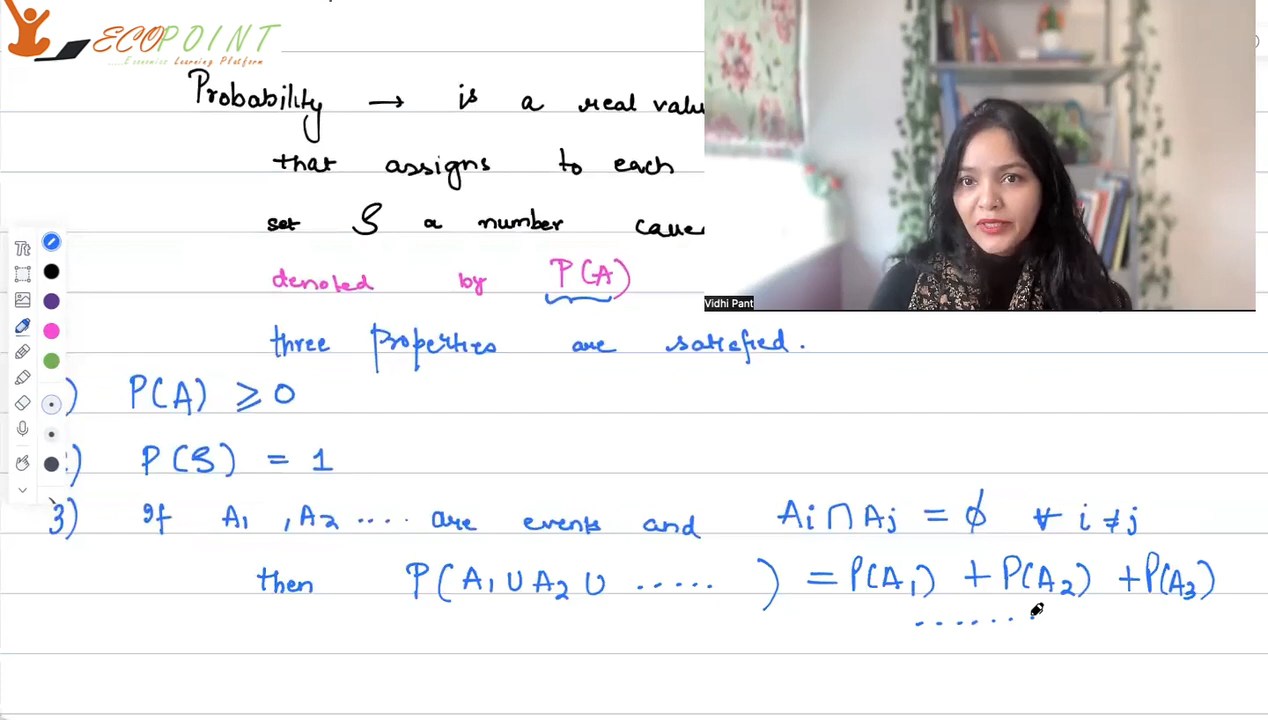 ECOPOINT
....Economics Learning Platform
Probability → is a real valu
that assigns to each
set S a number calle
denoted by P(A)
Vidhi Pant
three properties are satisfied.
) P(A) ⩾ 0
2) P(S) = 1
3) If A1 , A2 .... are events and Ai ∩ Aj = ϕ ∀ i ≠ j
then P(A1 ∪ A2 ∪ ...... ) = P(A1) + P(A2) + P(A3)
.......
Tt